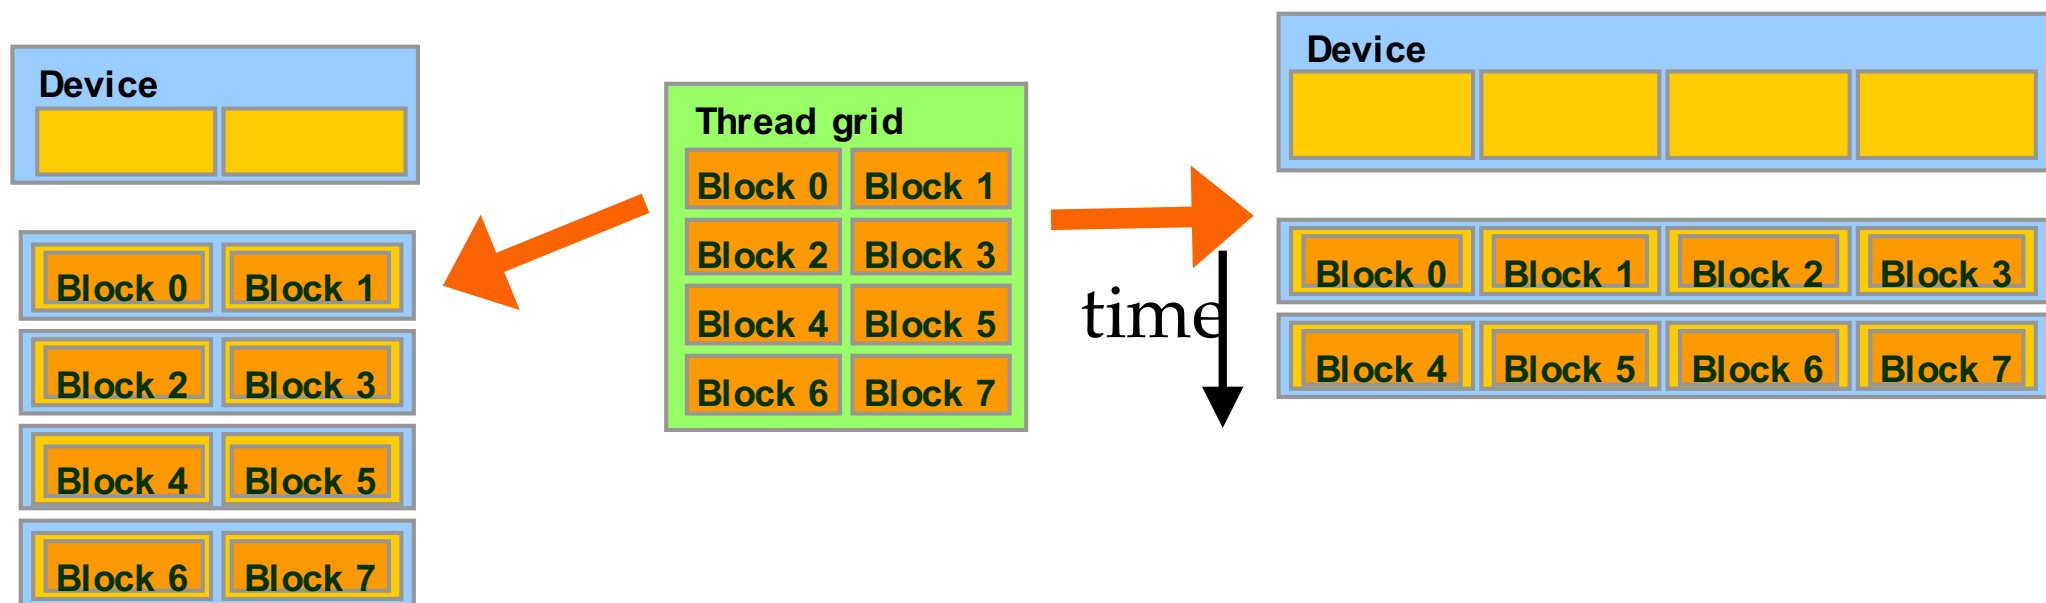 Device
Block 0 Block 1
Block 2 Block 3
Block 4 Block 5
Block 6 Block 7
Thread grid
Block 0 Block 1
Block 2 Block 3
Block 4 Block 5
Block 6 Block 7
time
Device
Block 0 Block 1 Block 2 Block 3
Block 4 Block 5 Block 6 Block 7